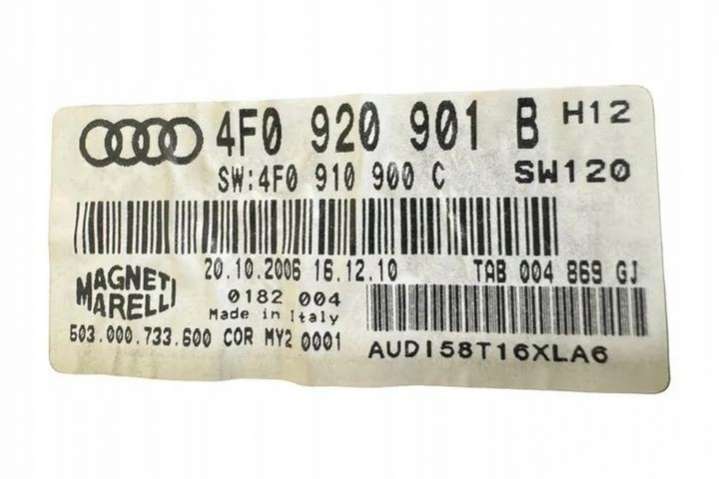 4F0 920 901 B H12
SW:4F0 910 900 C SW120
20.10.2006 16.12.10 TAB 004 869 GJ
MAGNETI MARELLI
0182 004
Made in Italy
503.000.733.600 COR MY2 0001
AUDI58T16XLA6